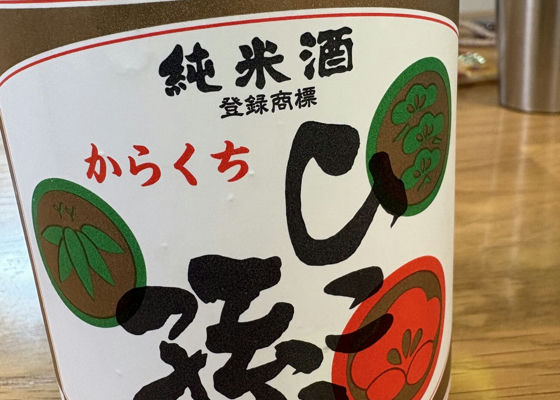 純米酒
登録商標
からくち
ひこ
孫